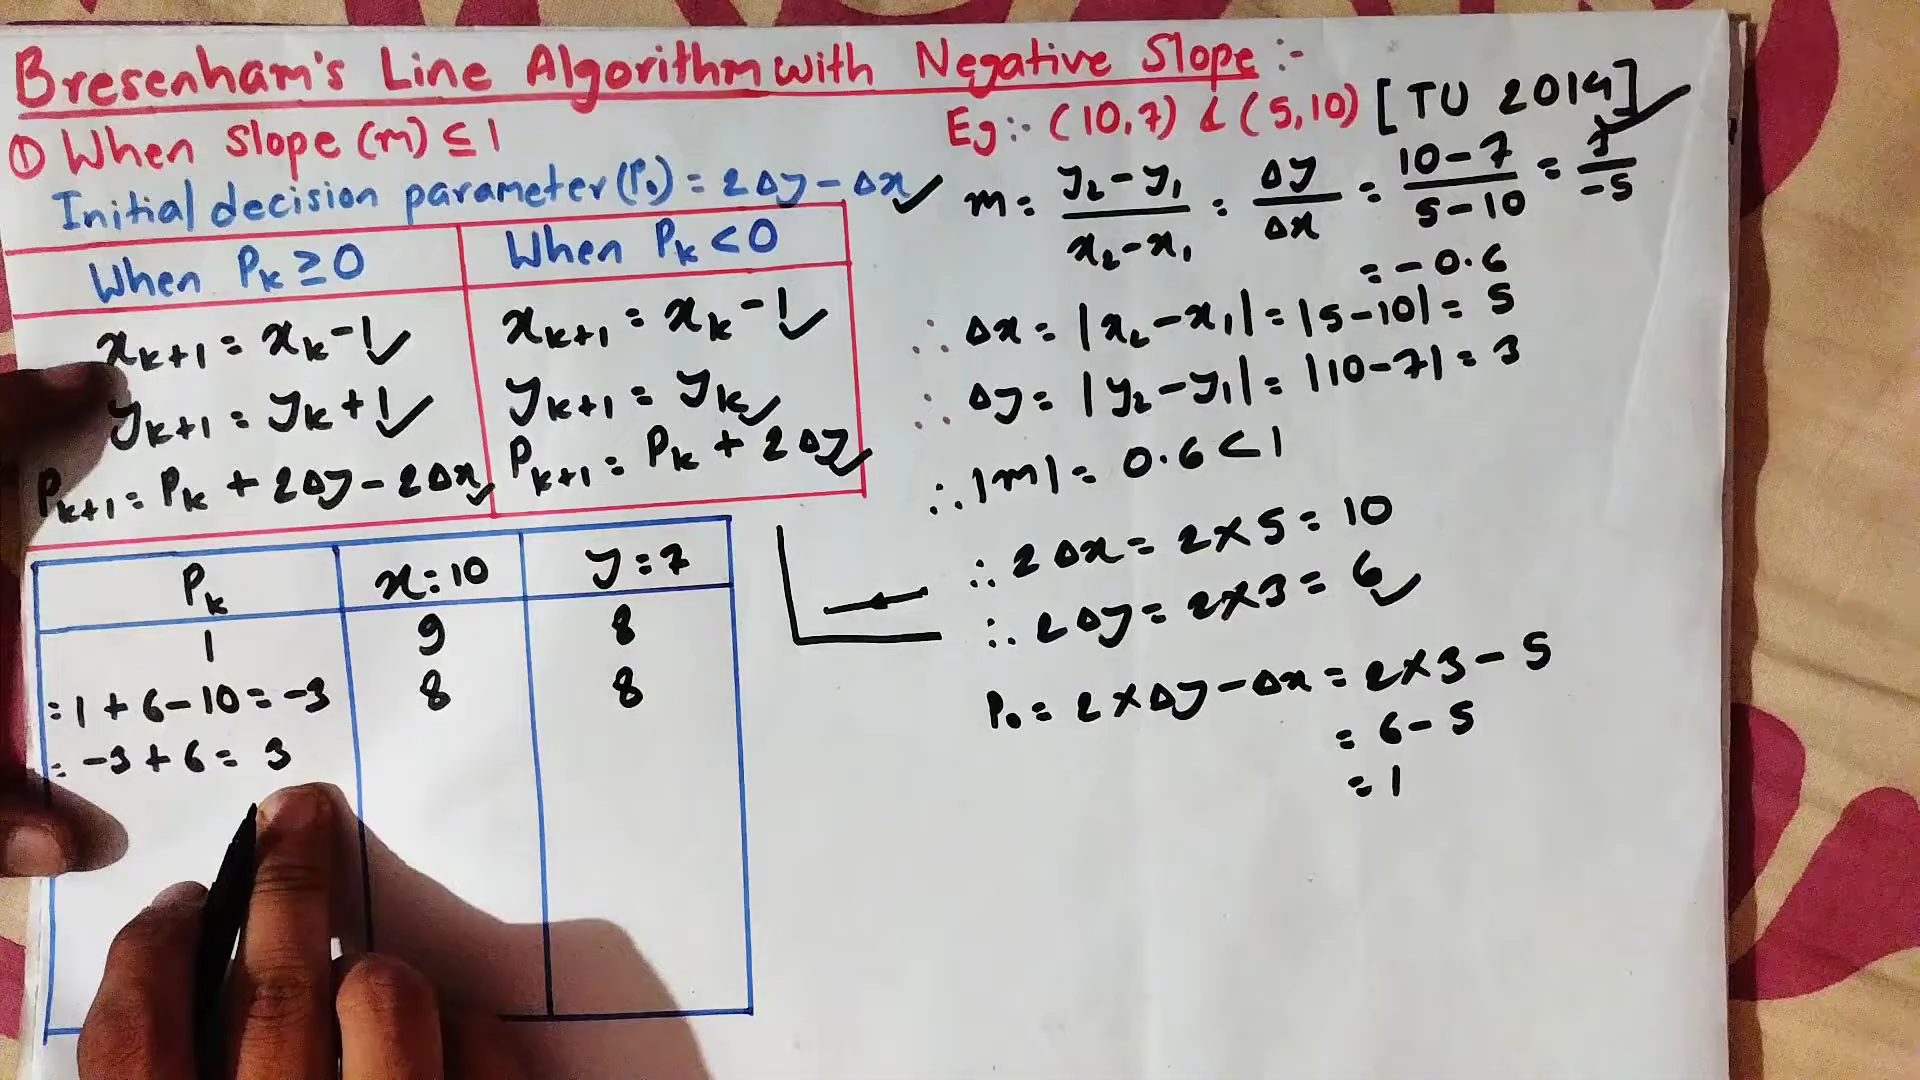 Bresenham's Line Algorithm with Negative Slope :-
① When Slope (m) ≤ 1
Initial decision parameter (P₀) = 2Δy - Δx ✓
When Pk ≥ 0
xk+1 = xk - 1 ✓
yk+1 = yk + 1 ✓
Pk+1 = Pk + 2Δy - 2Δx ✓
When Pk < 0
xk+1 = xk - 1 ✓
yk+1 = yk ✓
Pk+1 = Pk + 2Δy ✓
Pk x=10 y=7
1 9 8
= 1 + 6 - 10 = -3 8 8
= -3 + 6 = 3
Eg :- (10,7) & (5,10) [TU 2014] ✓
m = y₂ - y₁ / x₂ - x₁ = Δy / Δx = 10 - 7 / 5 - 10 = 3 / -5
= -0.6
∴ Δx = |x₂ - x₁| = |5 - 10| = 5
∴ Δy = |y₂ - y₁| = |10 - 7| = 3
∴ |m| = 0.6 < 1
∴ 2Δx = 2×5 = 10
∴ 2Δy = 2×3 = 6 ✓
P₀ = 2×Δy - Δx = 2×3 - 5
= 6 - 5
= 1